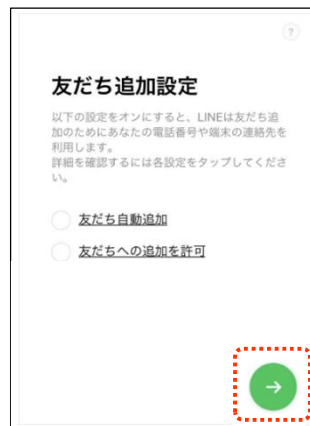 ?
友だち追加設定
以下の設定をオンにすると、LINEは友だち追
加のためにあなたの電話番号や端末の連絡先を
利用します。
詳細を確認するには各設定をタップしてくださ
い。
友だち自動追加
友だちへの追加を許可